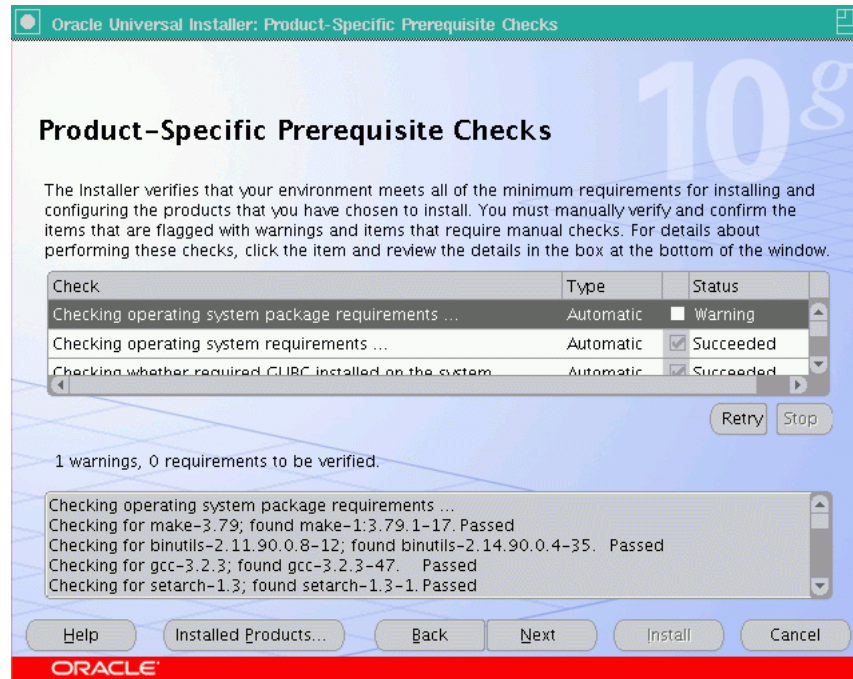 Oracle Universal Installer: Product-Specific Prerequisite Checks
10g
Product-Specific Prerequisite Checks
The Installer verifies that your environment meets all of the minimum requirements for installing and
configuring the products that you have chosen to install. You must manually verify and confirm the
items that are flagged with warnings and items that require manual checks. For details about
performing these checks, click the item and review the details in the box at the bottom of the window.
Check Type Status
Checking operating system package requirements ... Automatic Warning
Checking operating system requirements ... Automatic Succeeded
Checking whether required GLIBC installed on the system Automatic Succeeded
Retry Stop
1 warnings, 0 requirements to be verified.
Checking operating system package requirements ...
Checking for make-3.79; found make-1:3.79.1-17. Passed
Checking for binutils-2.11.90.0.8-12; found binutils-2.14.90.0.4-35. Passed
Checking for gcc-3.2.3; found gcc-3.2.3-47. Passed
Checking for setarch-1.3; found setarch-1.3-1. Passed
Help Installed Products... Back Next Install Cancel
ORACLE